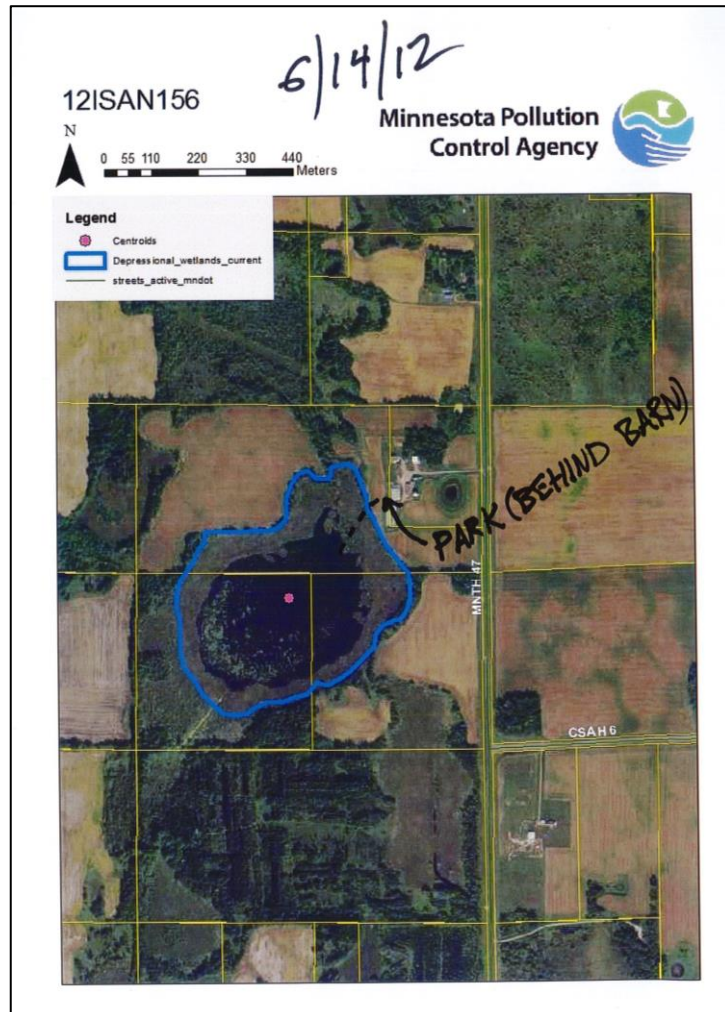 6/14/12
12ISAN156
Minnesota Pollution
Control Agency
N
0 55 110 220 330 440
Meters
Legend
Centroids
Depressional_wetlands_current
streets_active_mndot
PARK (BEHIND BARN)
MNTH 47
CSAH 6